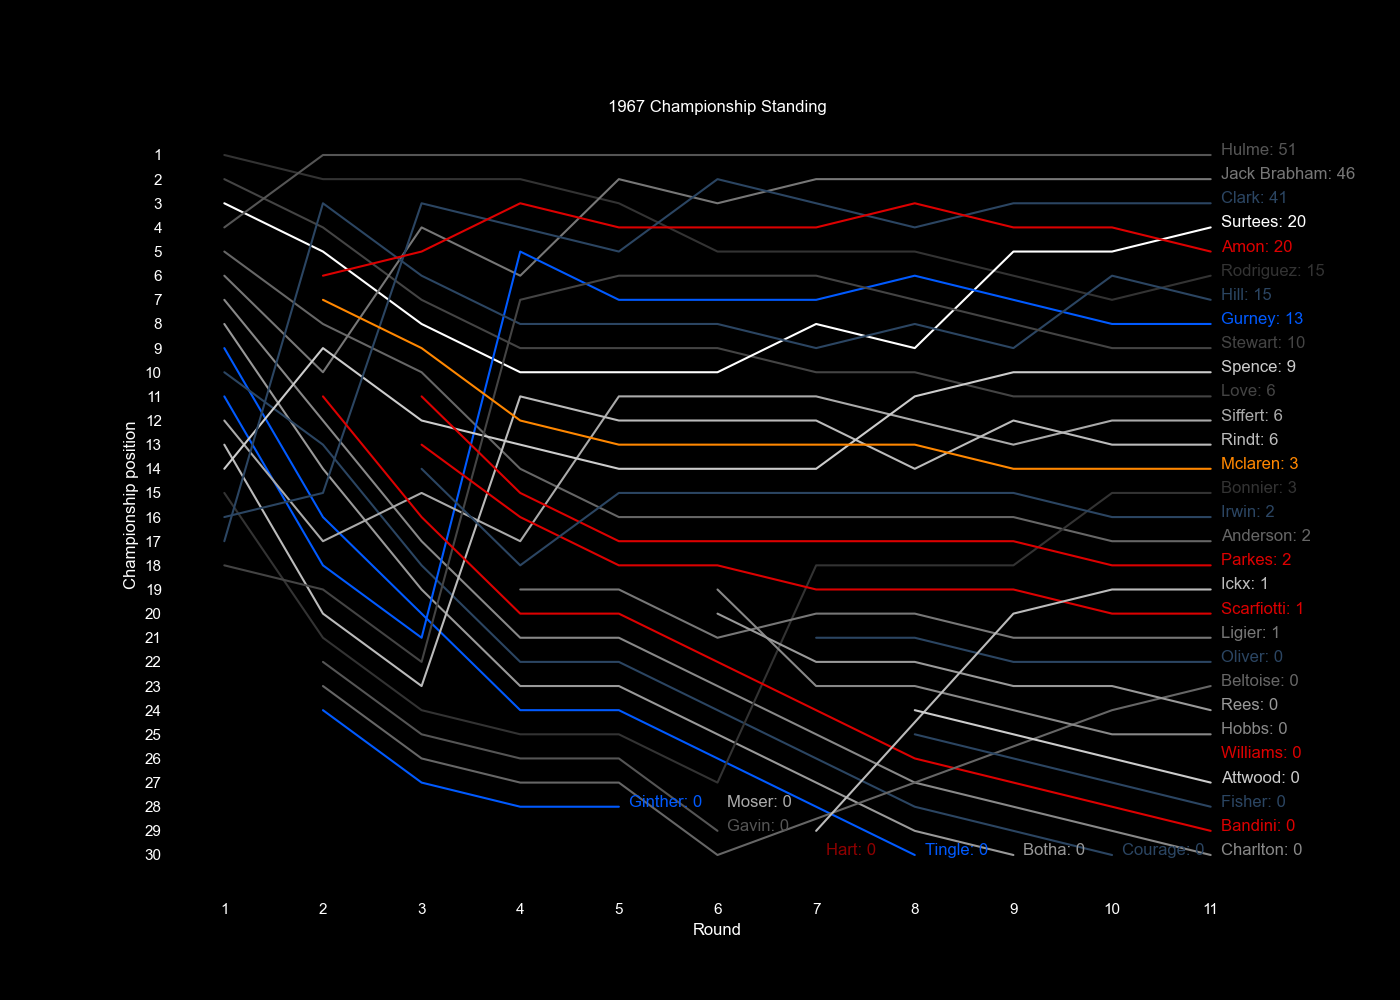 1967 Championship Standing
Championship position
1
2
3
4
5
6
7
8
9
10
11
12
13
14
15
16
17
18
19
20
21
22
23
24
25
26
27
28
29
30
Hulme: 51
Jack Brabham: 46
Clark: 41
Surtees: 20
Amon: 20
Rodriguez: 15
Hill: 15
Gurney: 13
Stewart: 10
Spence: 9
Love: 6
Siffert: 6
Rindt: 6
Mclaren: 3
Bonnier: 3
Irwin: 2
Anderson: 2
Parkes: 2
Ickx: 1
Scarfiotti: 1
Ligier: 1
Oliver: 0
Beltoise: 0
Rees: 0
Hobbs: 0
Williams: 0
Attwood: 0
Ginther: 0 Moser: 0 Fisher: 0
Gavin: 0 Bandini: 0
Hart: 0 Tingle: 0 Botha: 0 Courage: 0 Charlton: 0
1 2 3 4 5 6 7 8 9 10 11
Round